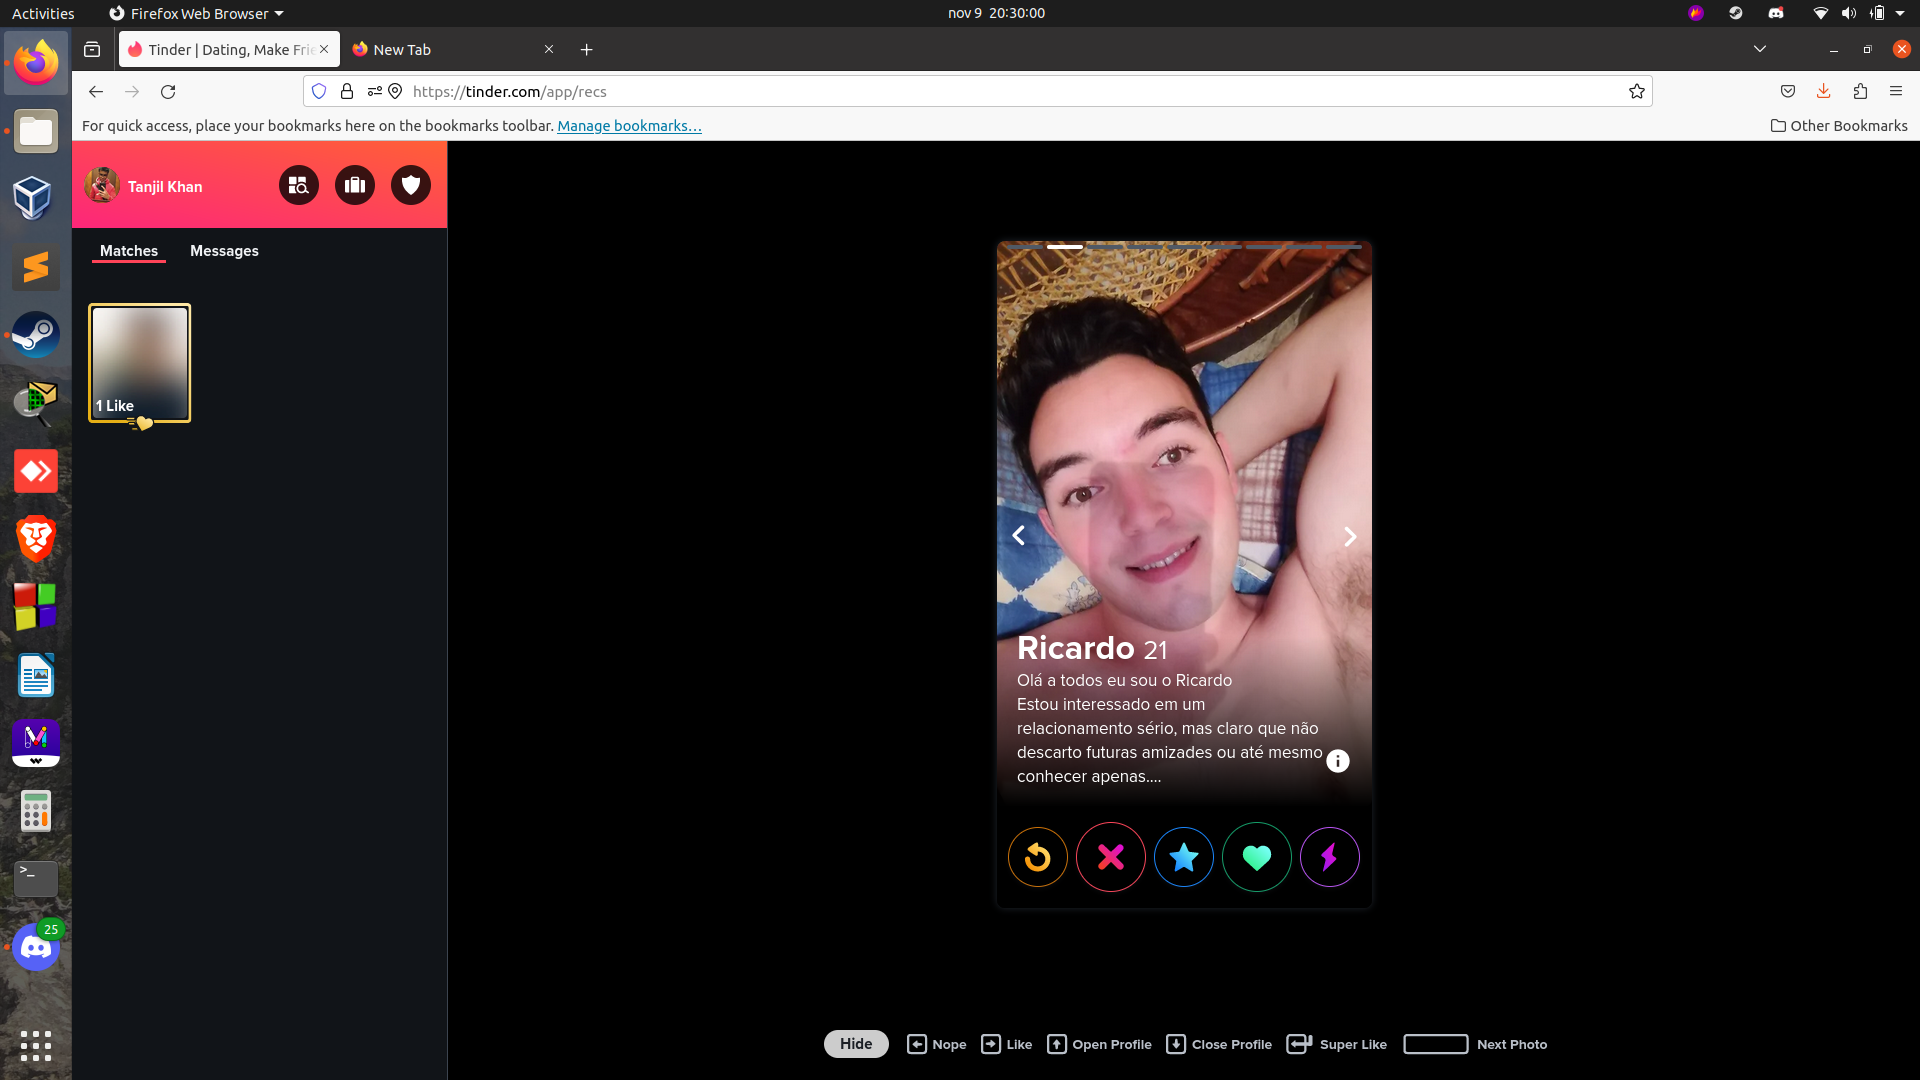 Activities
Firefox Web Browser
nov 9 20:30:00
Tinder | Dating, Make Frie
New Tab
https://tinder.com/app/recs
For quick access, place your bookmarks here on the bookmarks toolbar. Manage bookmarks…
Other Bookmarks
Tanjil Khan
Matches
Messages
1 Like
Ricardo 21
Olá a todos eu sou o Ricardo
Estou interessado em um
relacionamento sério, mas claro que não
descarto futuras amizades ou até mesmo
conhecer apenas....
25
Hide
Nope
Like
Open Profile
Close Profile
Super Like
Next Photo